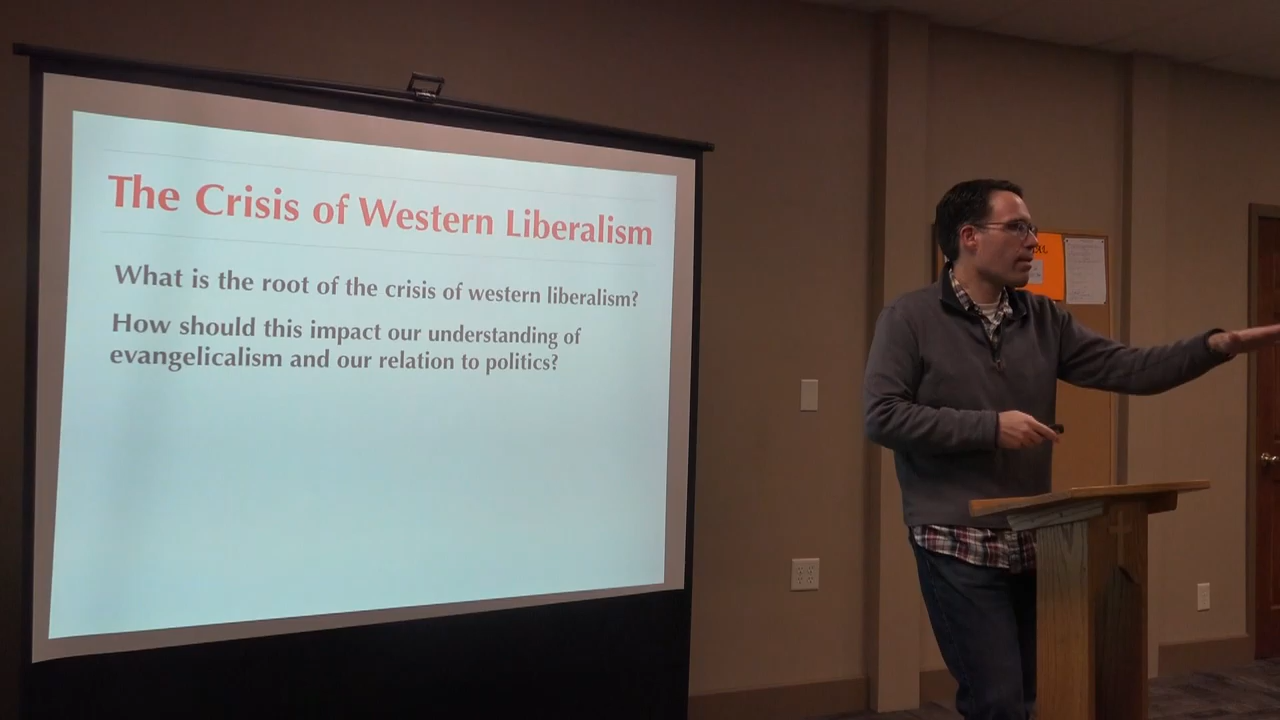 The Crisis of Western Liberalism
What is the root of the crisis of western liberalism?
How should this impact our understanding of
evangelicalism and our relation to politics?